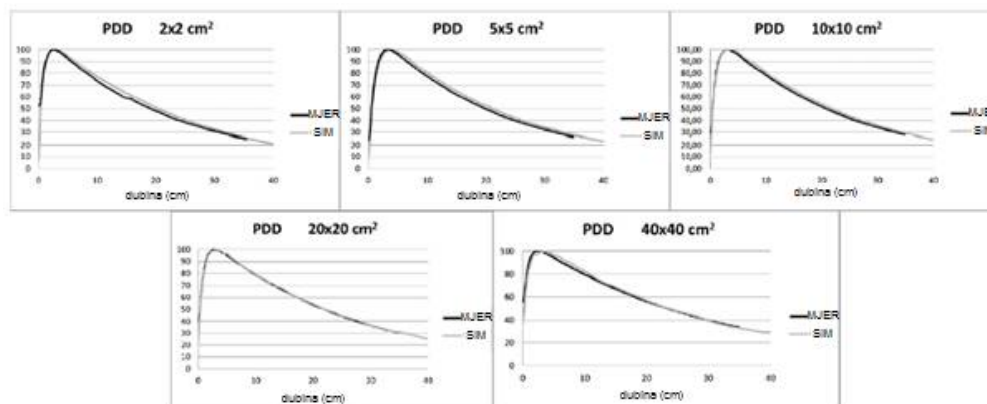 PDD 2x2 cm²
100
90
80
70
60
50
40
30
20
10
0
0 10 20 30 40
dubina (cm)
MJER
SIM
PDD 5x5 cm²
100
90
80
70
60
50
40
30
20
10
0
0 10 20 30 40
dubina (cm)
MJER
SIM
PDD 10x10 cm²
100,00
90,00
80,00
70,00
60,00
50,00
40,00
30,00
20,00
10,00
0,00
0 10 20 30 40
dubina (cm)
MJER
SIM
PDD 20x20 cm²
100
90
80
70
60
50
40
30
20
10
0
0 10 20 30 40
dubina (cm)
MJER
SIM
PDD 40x40 cm²
100
80
60
40
20
0
0 10 20 30 40
dubina (cm)
MJER
SIM